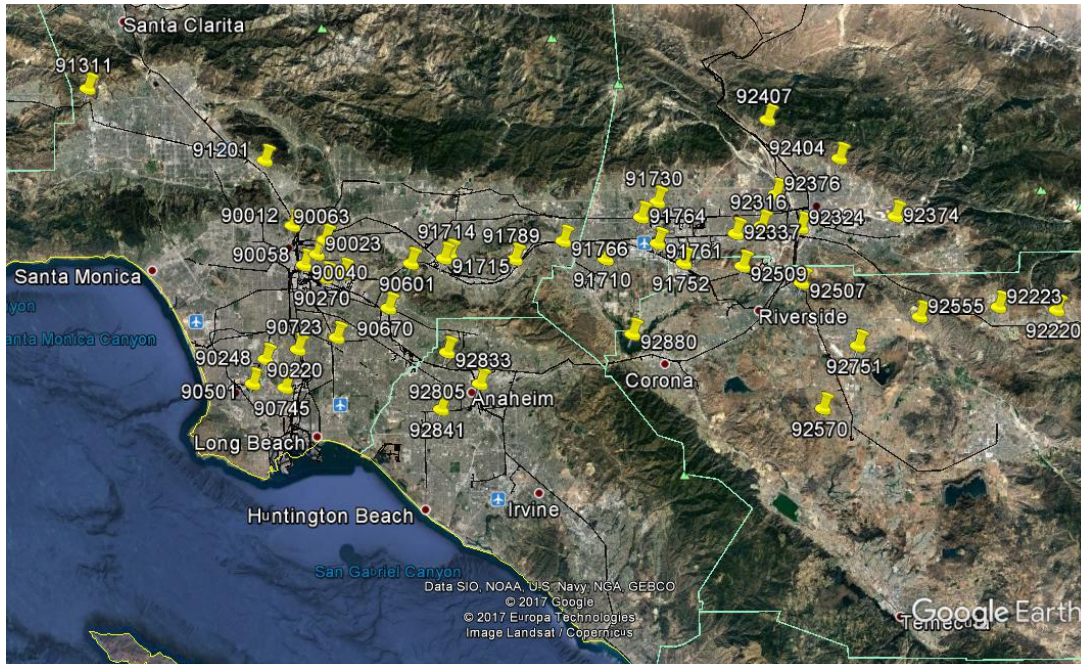 Santa Clarita
91311
92407
91201
92404
91730
92376
90012
90063
92316
91764
92324
92374
91714
91789
92337
90058
90023
91766
91761
Santa Monica
90040
91715
91710
92509
90270
90601
91752
92507
yon
92555
92223
90723
90670
Riverside
92220
anta Monica Canyon
90248
92833
92880
92751
90220
Corona
90501
92805
Anaheim
90745
92841
92570
Long Beach
Huntington Beach
Irvine
San Gabriel Canyon
Data SIO, NOAA, U.S. Navy, NGA, GEBCO
© 2017 Google
© 2017 Europa Technologies
Image Landsat / Copernicus
Google Earth
Temecula